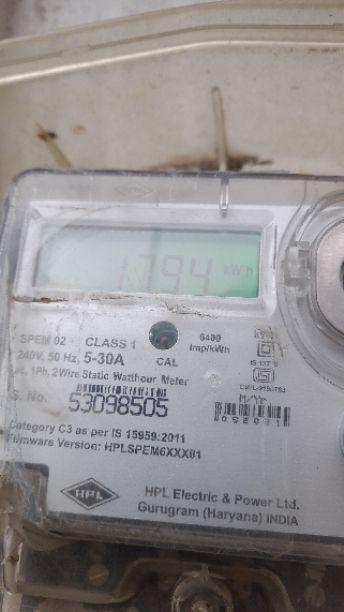 1794 kWh
SPEM 02 CLASS 1
240V, 50 Hz, 5-30A
CAL
6400
imp/kWh
1Ph, 2Wire Static Watthour Meter
S. No. 53098505
M/Yr.
Category C3 as per IS 15959:2011
Firmware Version: HPLSPEM6XXX01
HPL
HPL Electric & Power Ltd.
Gurugram (Haryana) INDIA